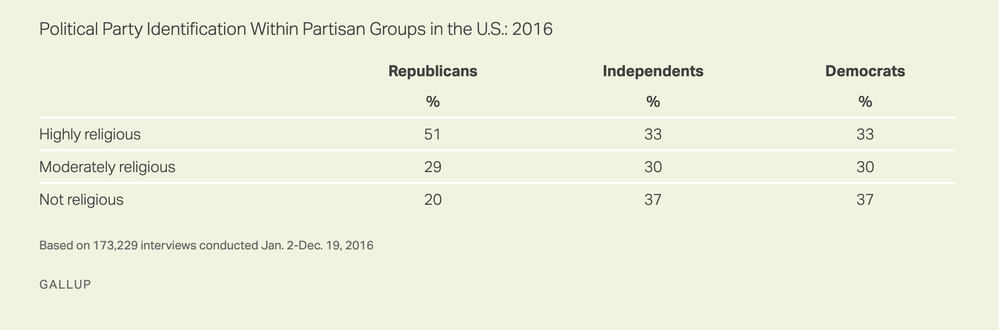 Political Party Identification Within Partisan Groups in the U.S.: 2016
Republicans Independents Democrats
% % %
Highly religious 51 33 33
Moderately religious 29 30 30
Not religious 20 37 37
Based on 173,229 interviews conducted Jan. 2-Dec. 19, 2016
GALLUP